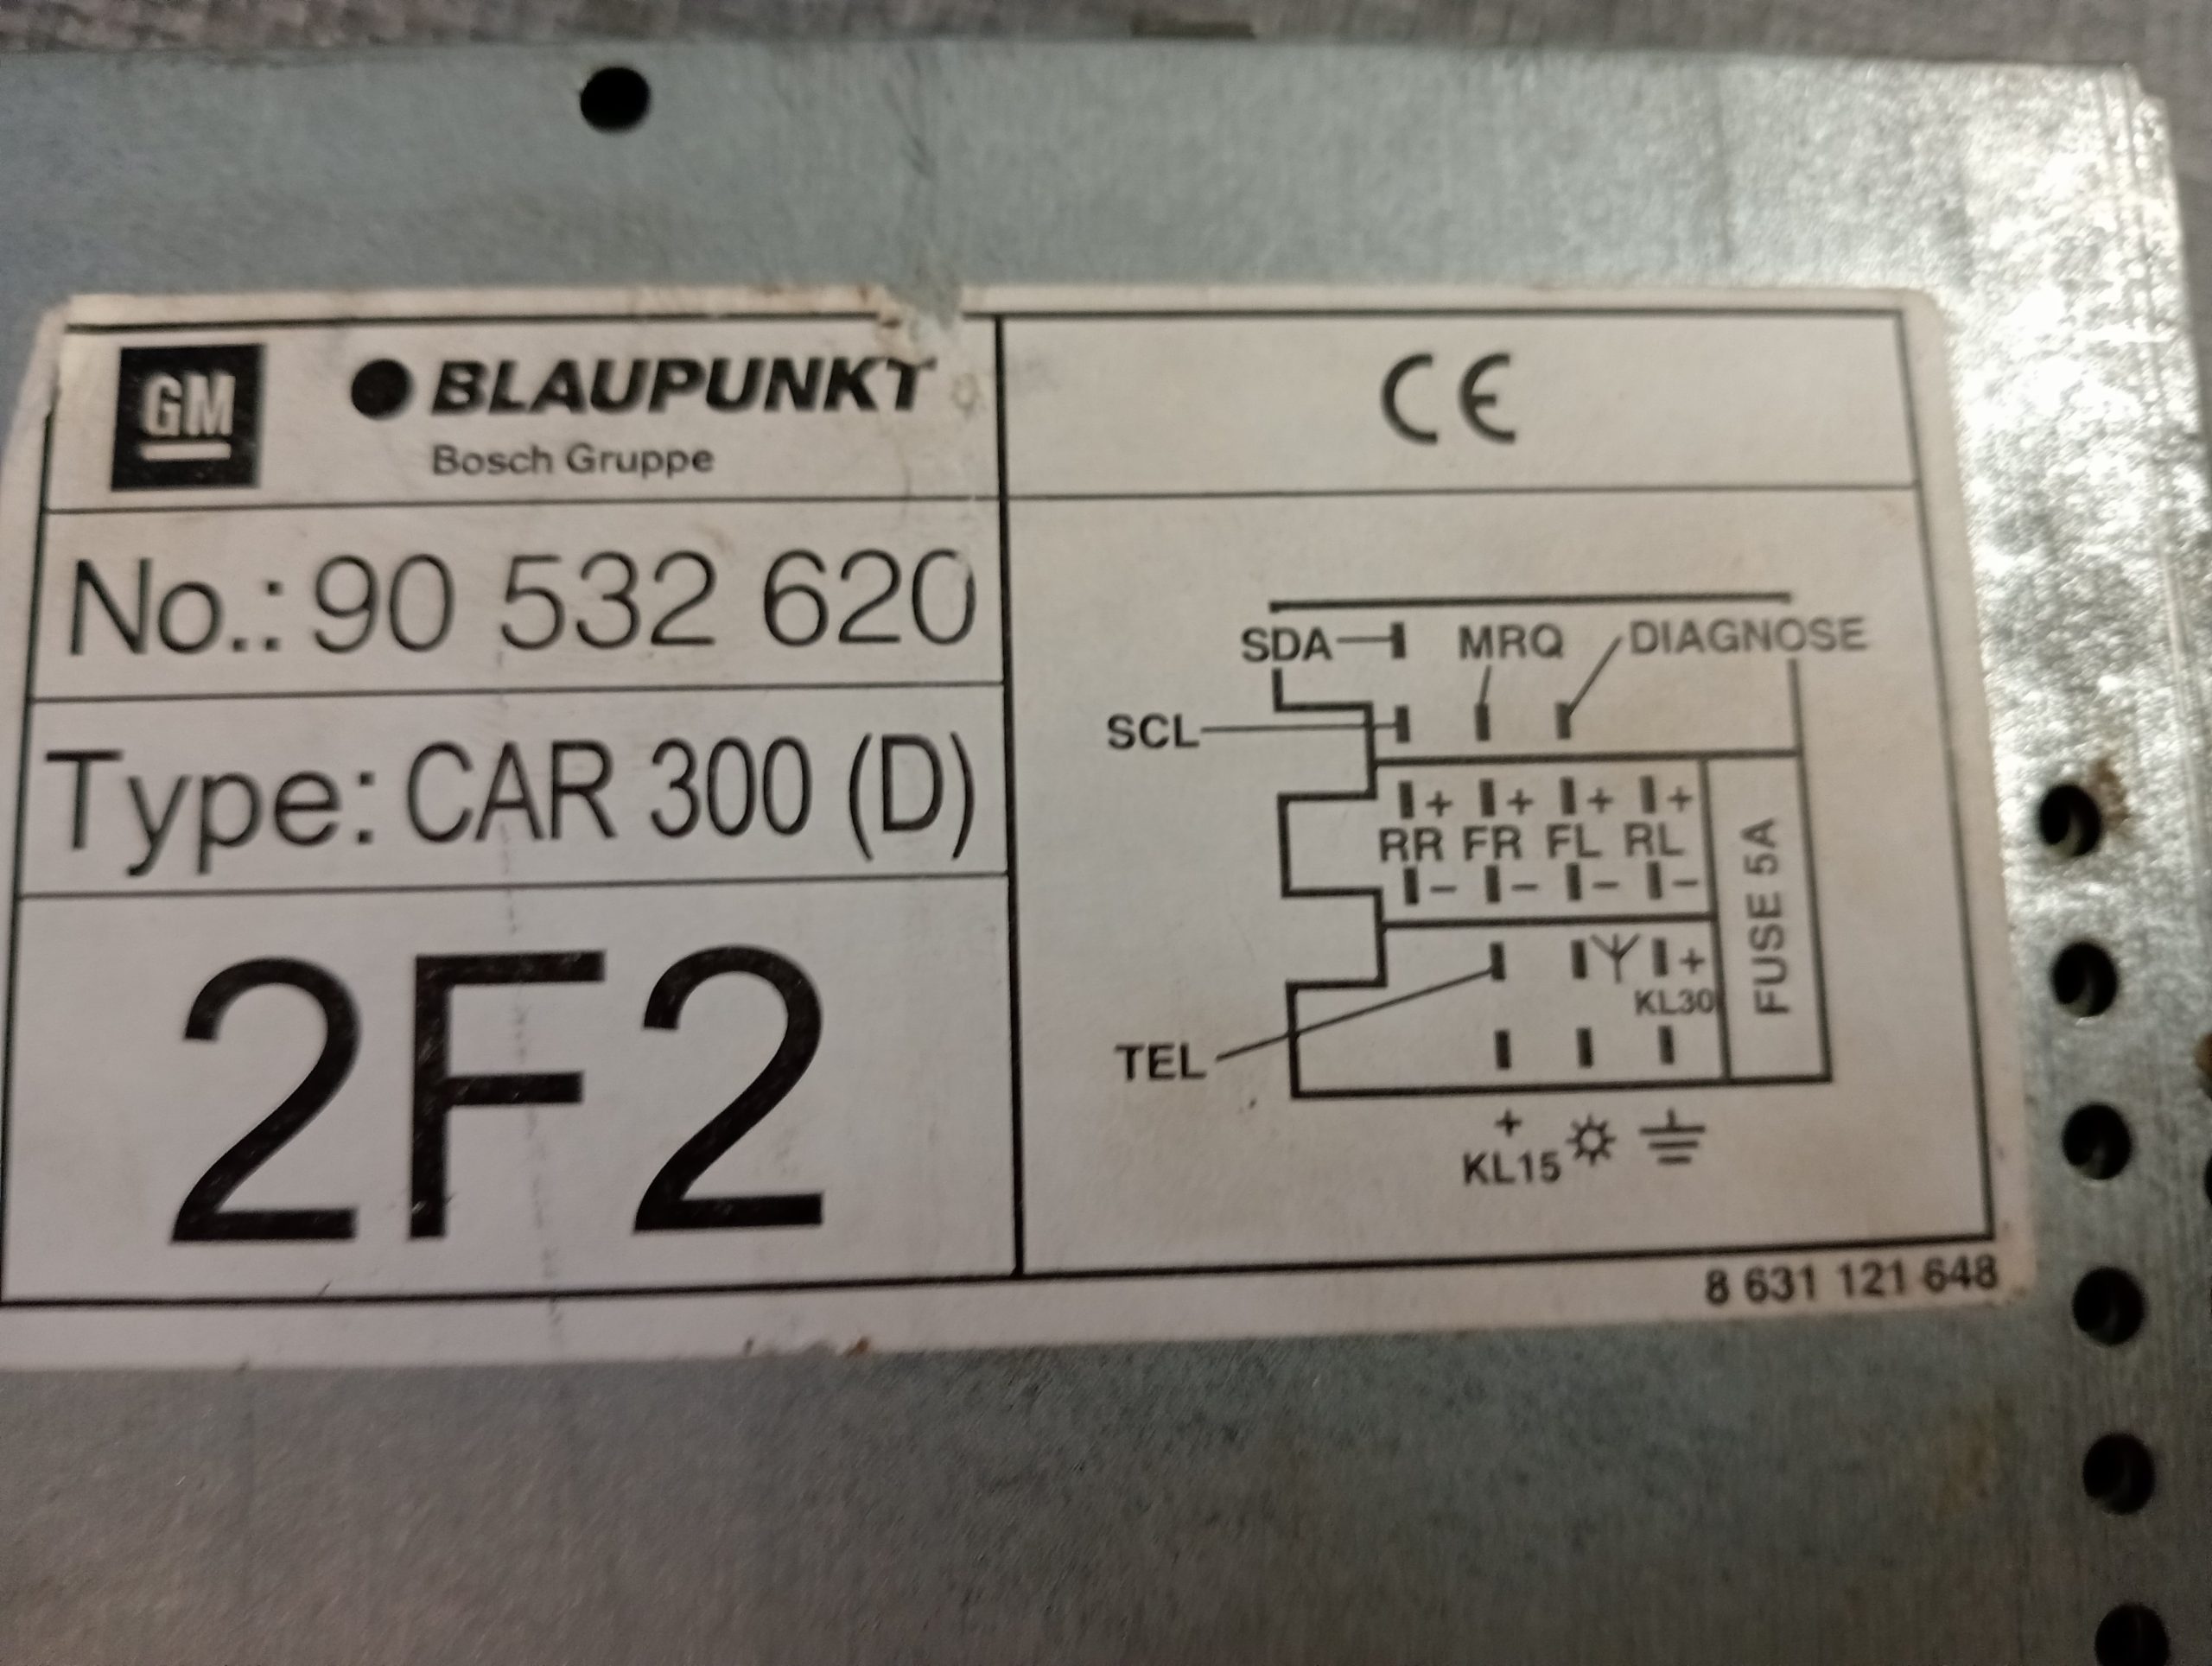 GM
BLAUPUNKT
Bosch Gruppe
CE
No.: 90 532 620
Type: CAR 300 (D)
2F2
SDA MRQ DIAGNOSE
SCL
+ + + +
RR FR FL RL
- - - -
FUSE 5A
+
KL30
TEL
+
KL15
8 631 121 648